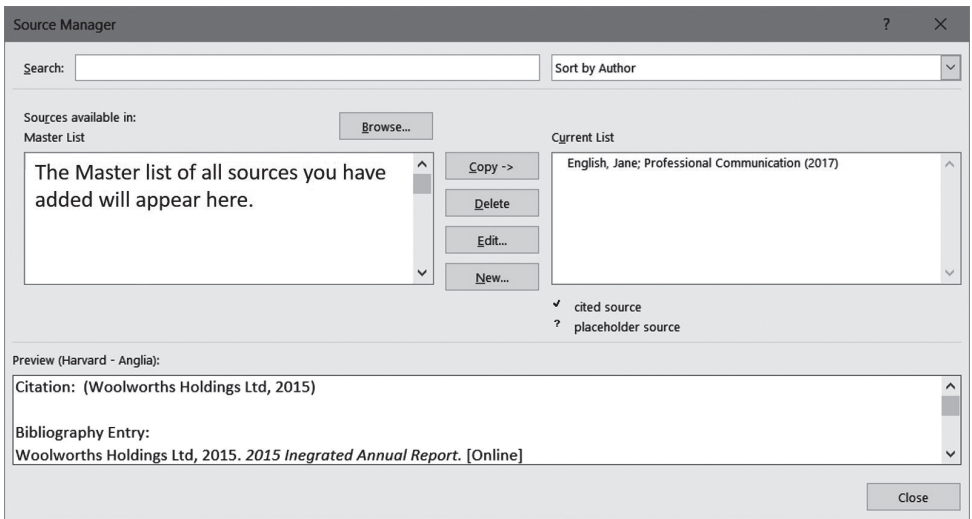 Source Manager ? ×
Search: Sort by Author
Sources available in:
Master List
Browse...
Current List
The Master list of all sources you have
added will appear here.
Copy ->
Delete
Edit...
New...
English, Jane; Professional Communication (2017)
✓ cited source
? placeholder source
Preview (Harvard - Anglia):
Citation: (Woolworths Holdings Ltd, 2015)
Bibliography Entry:
Woolworths Holdings Ltd, 2015. 2015 Inegrated Annual Report. [Online]
Close